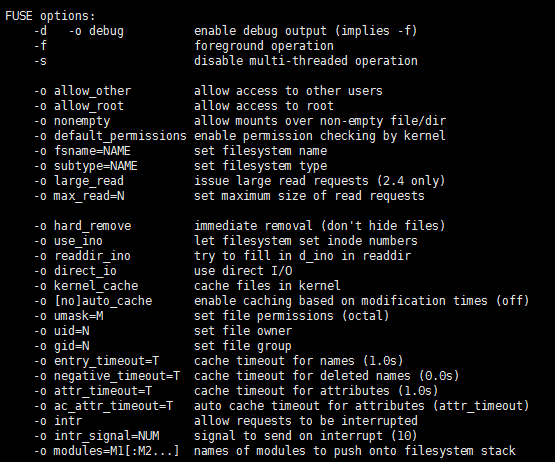 FUSE options:
    -d   -o debug          enable debug output (implies -f)
    -f                     foreground operation
    -s                     disable multi-threaded operation

    -o allow_other         allow access to other users
    -o allow_root          allow access to root
    -o nonempty            allow mounts over non-empty file/dir
    -o default_permissions enable permission checking by kernel
    -o fsname=NAME         set filesystem name
    -o subtype=NAME        set filesystem type
    -o large_read          issue large read requests (2.4 only)
    -o max_read=N          set maximum size of read requests

    -o hard_remove         immediate removal (don't hide files)
    -o use_ino             let filesystem set inode numbers
    -o readdir_ino         try to fill in d_ino in readdir
    -o direct_io           use direct I/O
    -o kernel_cache        cache files in kernel
    -o [no]auto_cache      enable caching based on modification times (off)
    -o umask=M             set file permissions (octal)
    -o uid=N               set file owner
    -o gid=N               set file group
    -o entry_timeout=T     cache timeout for names (1.0s)
    -o negative_timeout=T  cache timeout for deleted names (0.0s)
    -o attr_timeout=T      cache timeout for attributes (1.0s)
    -o ac_attr_timeout=T   auto cache timeout for attributes (attr_timeout)
    -o intr                allow requests to be interrupted
    -o intr_signal=NUM     signal to send on interrupt (10)
    -o modules=M1[:M2...]  names of modules to push onto filesystem stack